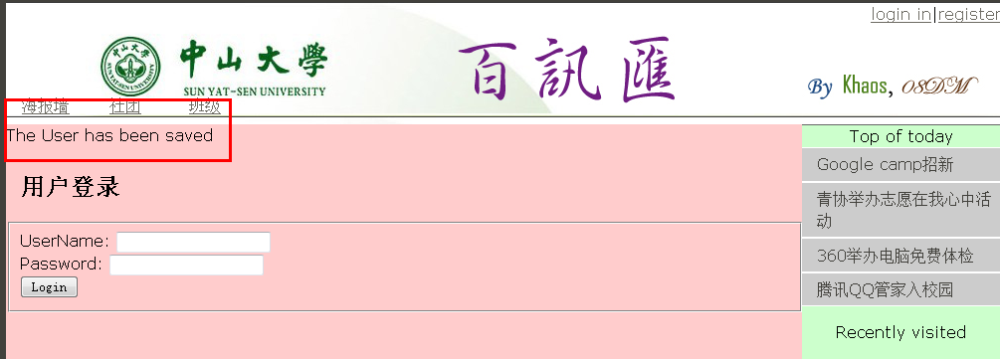 login in|register
中山大學
SUN YAT-SEN UNIVERSITY
百訊匯
By Khaos, 08DM
海报墙 社团 班级
The User has been saved
用户登录
UserName:
Password:
Login
Top of today
Google camp招新
青协举办志愿在我心中活
动
360举办电脑免费体检
腾讯QQ管家入校园
Recently visited